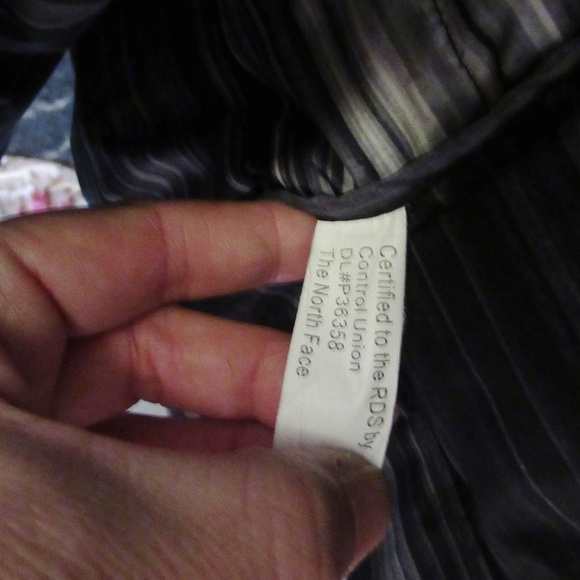 Certified to the RDS by
Control Union
DL#P36358
The North Face